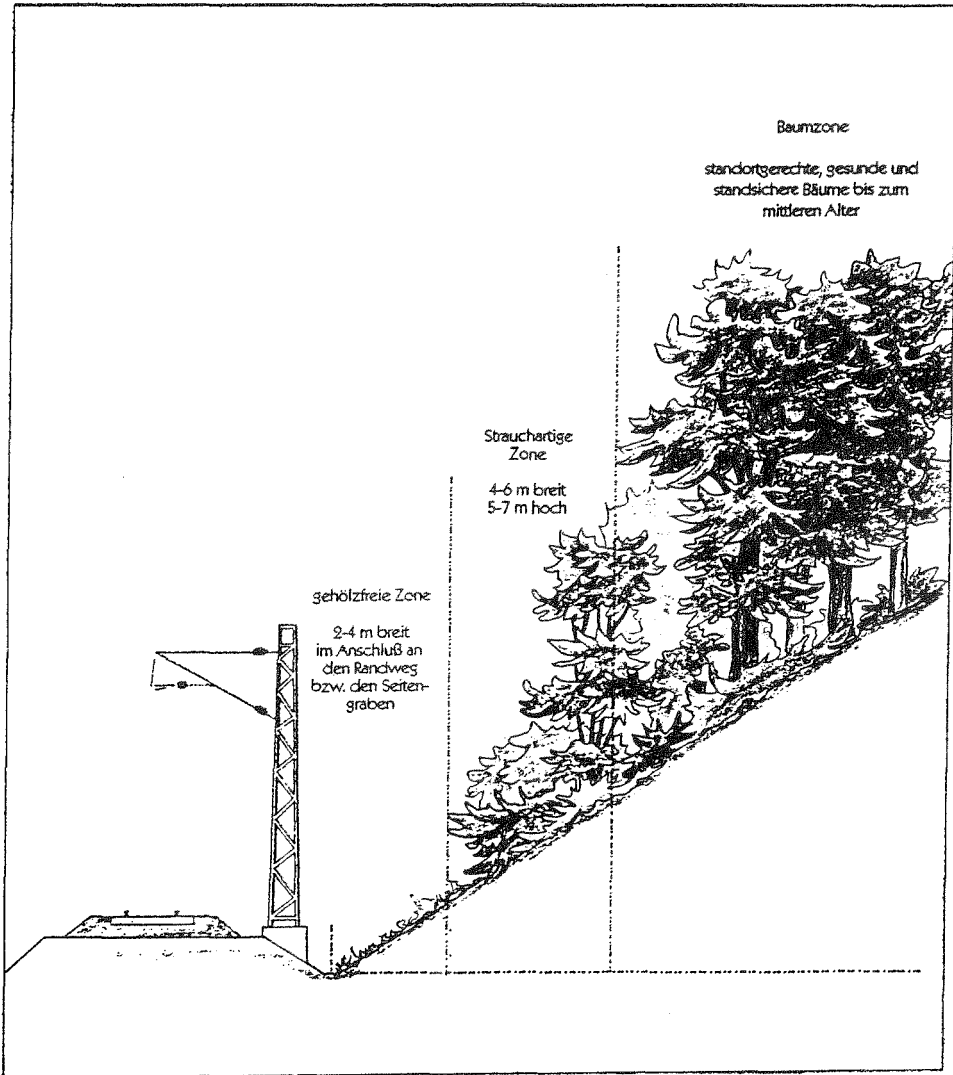 Baumzone
standortgerechte, gesunde und
standsichere Bäume bis zum
mittleren Alter
Strauchartige
Zone
4-6 m breit
5-7 m hoch
gehölzfreie Zone
2-4 m breit
im Anschluß an
den Randweg
bzw. den Seiten-
graben